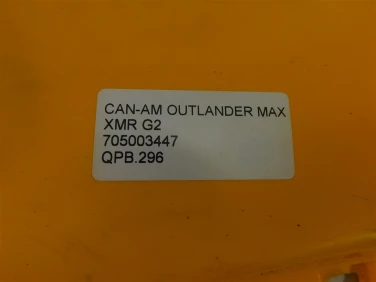 CAN-AM OUTLANDER MAX
XMR G2
705003447
QPB.296